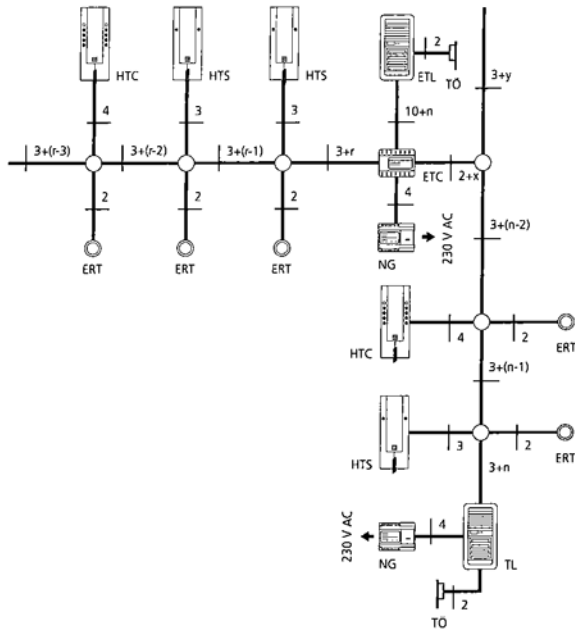 HTC
HTS
HTS
ETL
2
TÖ
3+y
4
3
3
10+n
3+(r-3)
3+(r-2)
3+(r-1)
3+r
ETC
2+x
2
2
2
4
ERT
ERT
ERT
NG
230 V AC
3+(n-2)
HTC
4
2
ERT
3+(n-1)
HTS
3
2
ERT
3+n
230 V AC
NG
4
TL
TÖ
2